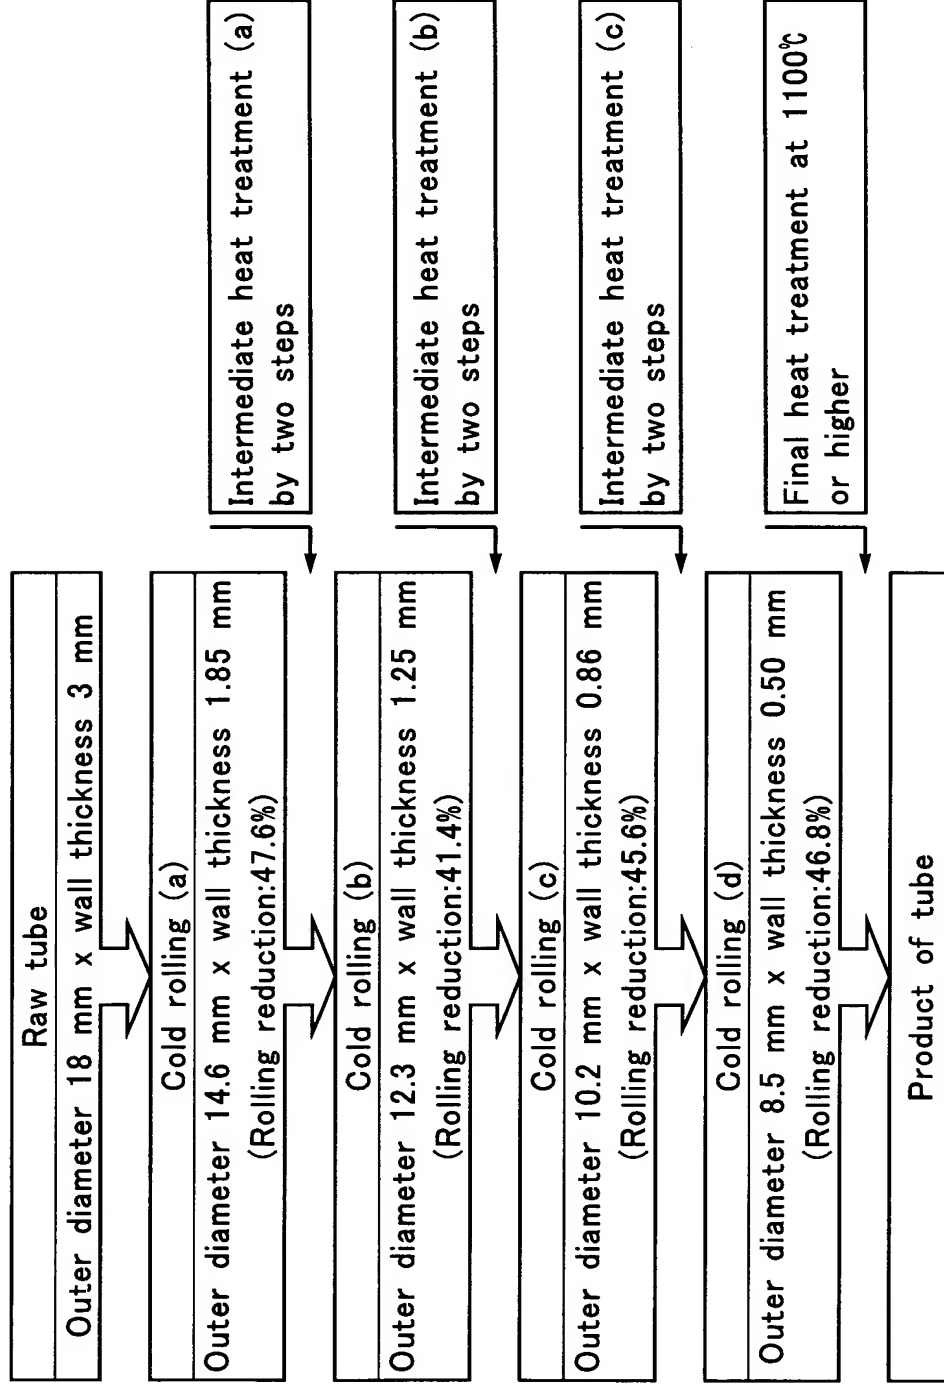 Raw tube
Outer diameter 18 mm x wall thickness 3 mm
Cold rolling (a)
Outer diameter 14.6 mm x wall thickness 1.85 mm
(Rolling reduction:47.6%)
Intermediate heat treatment (a)
by two steps
Cold rolling (b)
Outer diameter 12.3 mm x wall thickness 1.25 mm
(Rolling reduction:41.4%)
Intermediate heat treatment (b)
by two steps
Cold rolling (c)
Outer diameter 10.2 mm x wall thickness 0.86 mm
(Rolling reduction:45.6%)
Intermediate heat treatment (c)
by two steps
Cold rolling (d)
Outer diameter 8.5 mm x wall thickness 0.50 mm
(Rolling reduction:46.8%)
Final heat treatment at 1100℃
or higher
Product of tube